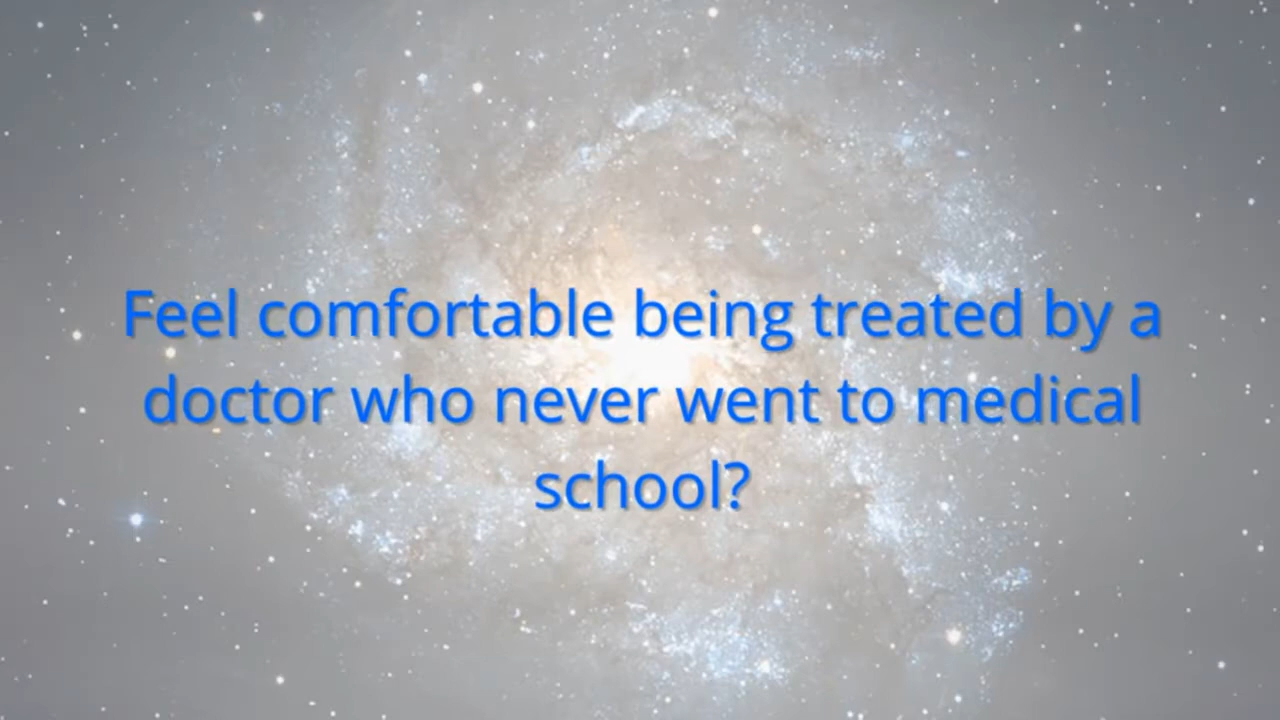 Feel comfortable being treated by a
doctor who never went to medical
school?